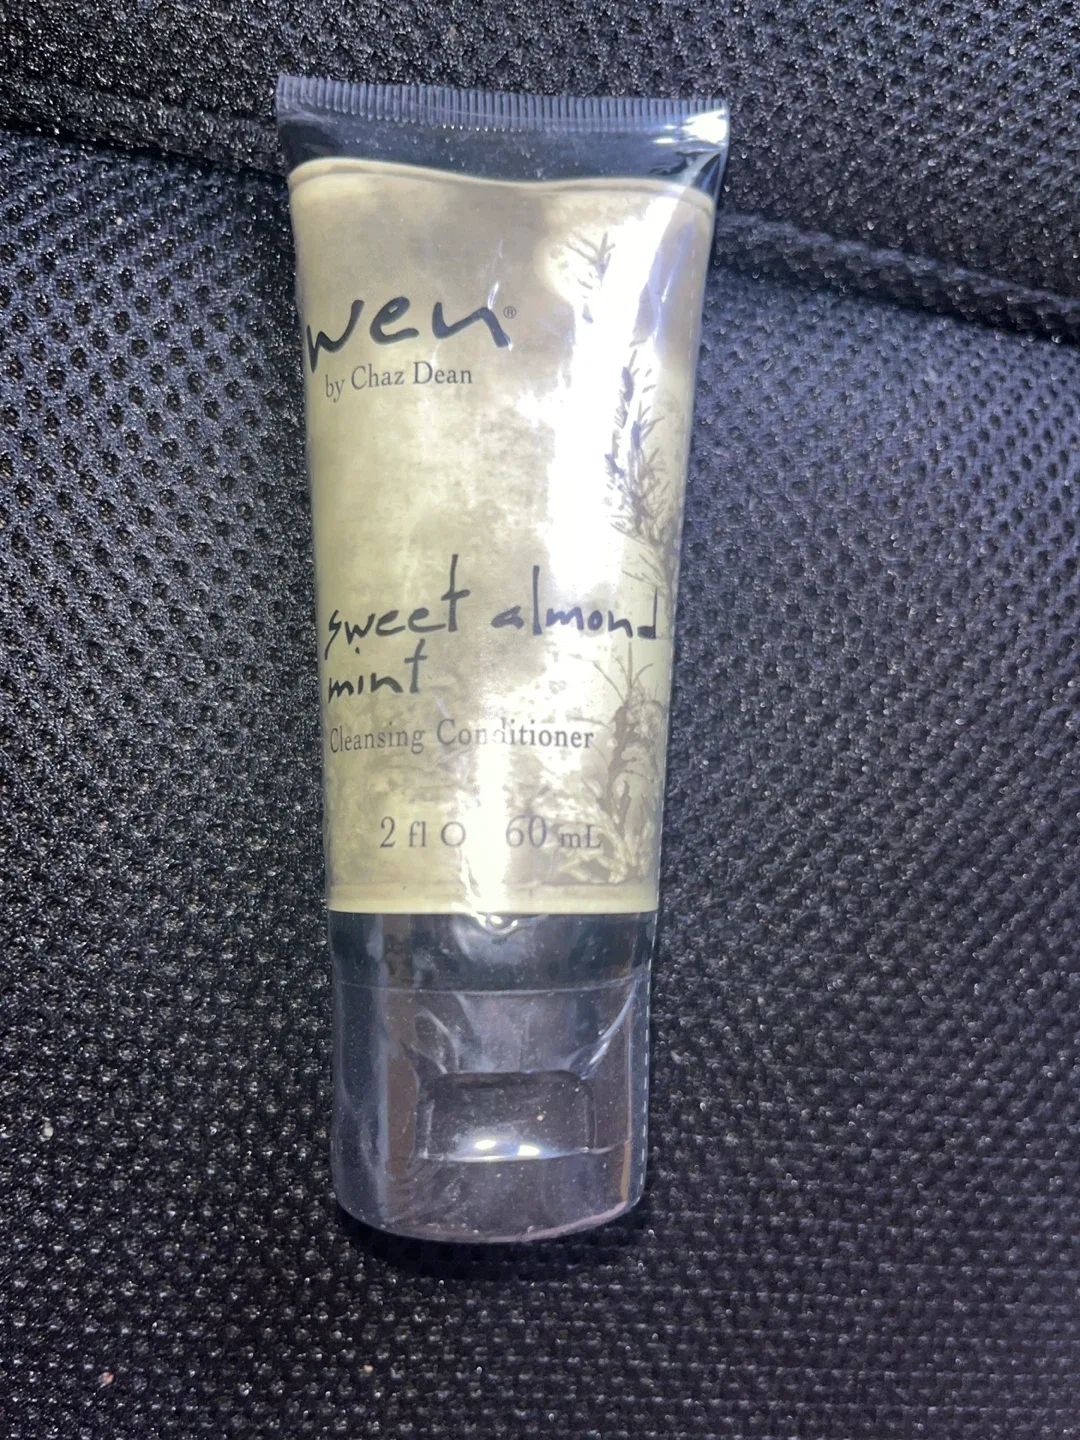 wen®
by Chaz Dean
sweet almond
mint
Cleansing Conditioner
2 fl O 60 mL